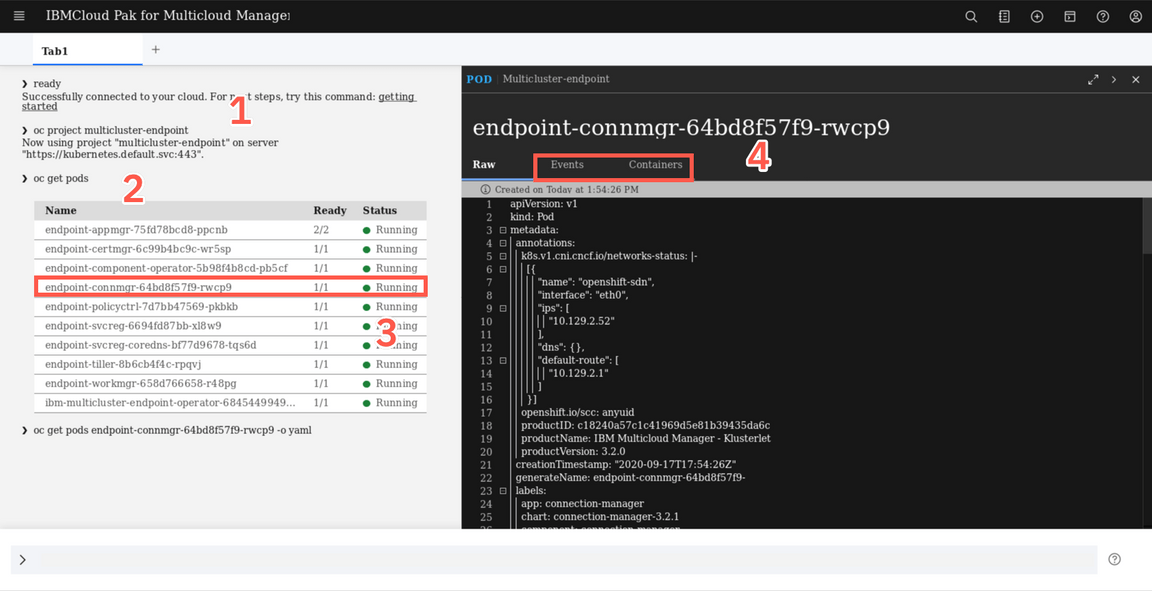 IBMCloud Pak for Multicloud Manage
Tab1
+
❯ ready
Successfully connected to your cloud. For steps, try this command: getting
started
1
❯ oc project multicluster-endpoint
Now using project "multicluster-endpoint" on server
"https://kubernetes.default.svc:443".
❯ oc get pods
2
Name Ready Status
endpoint-appmgr-75fd78bcd8-ppcnb 2/2 Running
endpoint-certmgr-6c99b4bc9c-wr5sp 1/1 Running
endpoint-component-operator-5b98f4b8cd-pb5cf 1/1 Running
endpoint-connmgr-64bd8f57f9-rwcp9 1/1 Running
endpoint-policyctrl-7d7bb47569-pkbkb 1/1 Running
endpoint-svcreg-6694fd87bb-xl8w9 1/1
endpoint-svcreg-coredns-bf77d9678-tqs6d 1/1
3
endpoint-tiller-8b6cb4f4c-rpqvj 1/1 Running
endpoint-workmgr-658d766658-r48pg 1/1 Running
ibm-multicluster-endpoint-operator-6845449949... 1/1 Running
❯ oc get pods endpoint-connmgr-64bd8f57f9-rwcp9 -o yaml
POD Multicluster-endpoint
endpoint-connmgr-64bd8f57f9-rwcp9
4
Raw Events Containers
Created on Today at 1:54:26 PM
1 apiVersion: v1
2 kind: Pod
3 metadata:
4 annotations:
5 k8s.v1.cni.cncf.io/networks-status: |-
6 [{
7 "name": "openshift-sdn",
8 "interface": "eth0",
9 "ips": [
10 "10.129.2.52"
11 ],
12 "dns": {},
13 "default-route": [
14 "10.129.2.1"
15 ]
16 }]
17 openshift.io/scc: anyuid
18 productID: c18240a57c1c41969d5e81b39435da6c
19 productName: IBM Multicloud Manager - Klusterlet
20 productVersion: 3.2.0
21 creationTimestamp: "2020-09-17T17:54:26Z"
22 generateName: endpoint-connmgr-64bd8f57f9-
23 labels:
24 app: connection-manager
25 chart: connection-manager-3.2.1